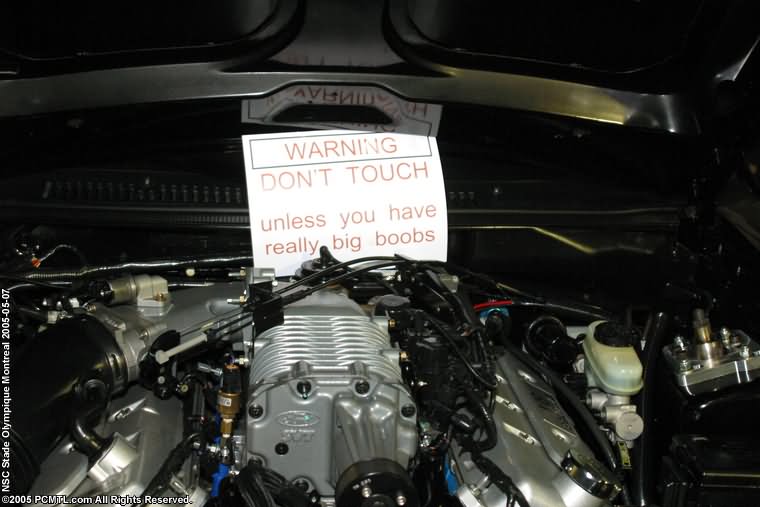 WARNING
DON'T TOUCH
unless you have
really big boobs
NSC Stade Olympique Montreal 2005-05-07
©2005 PCMTL.com All Rights Reserved.